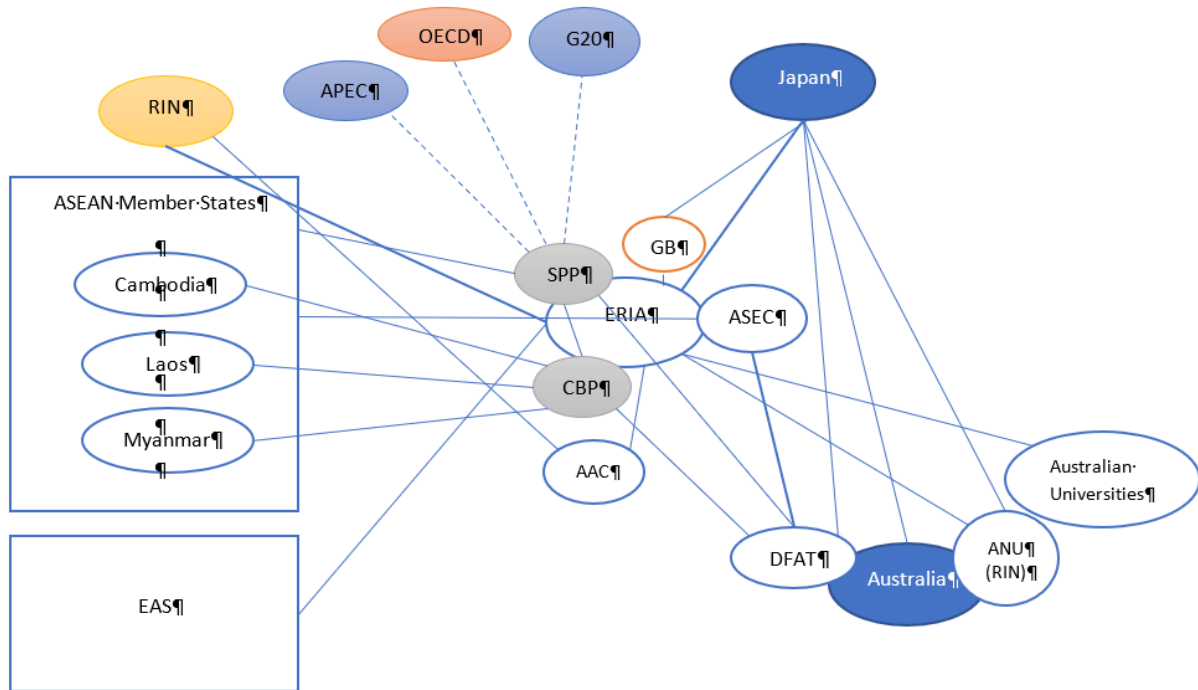 OECD¶
G20¶
Japan¶
APEC¶
RIN¶
ASEAN·Member·States¶
¶
GB¶
SPP¶
Cambodia¶
¶
ERIA¶
ASEC¶
¶
Laos¶
¶
CBP¶
¶
Myanmar¶
¶
AAC¶
Australian·
Universities¶
DFAT¶
Australia¶
ANU¶
(RIN)¶
EAS¶